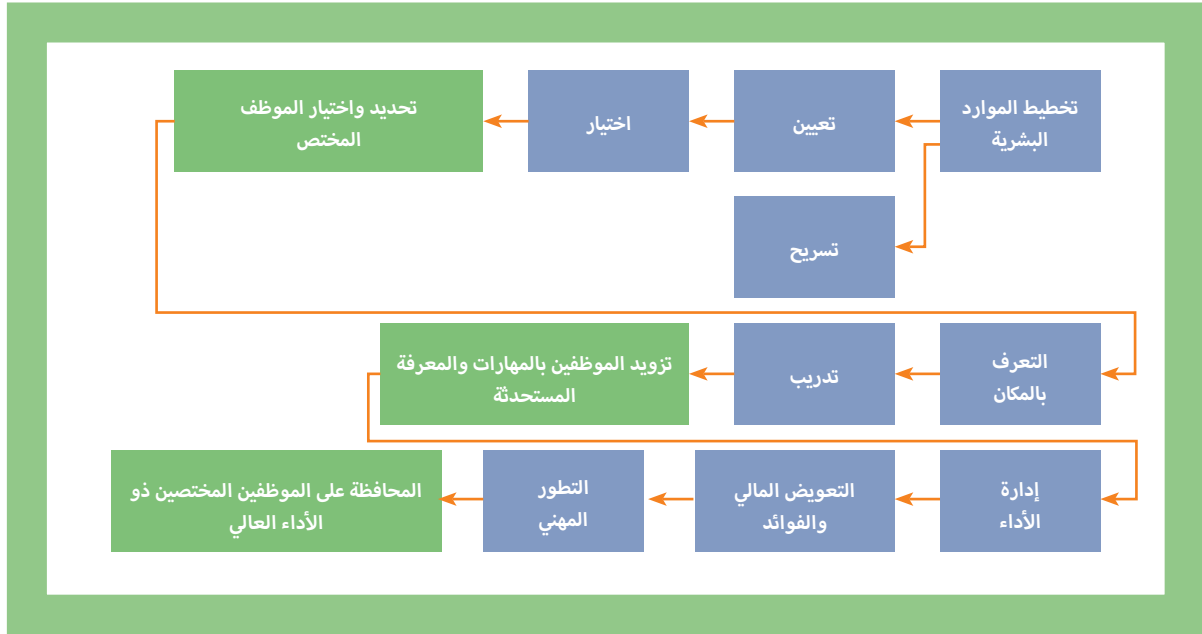 تخطيط الموارد
البشرية
تعيين
اختيار
تحديد واختيار الموظف
المختص
تسريح
التعرف
بالمكان
تدريب
تزويد الموظفين بالمهارات والمعرفة
المستحدثة
إدارة
الأداء
التعويض المالي
والفوائد
التطور
المهني
المحافظة على الموظفين المختصين ذو
الأداء العالي